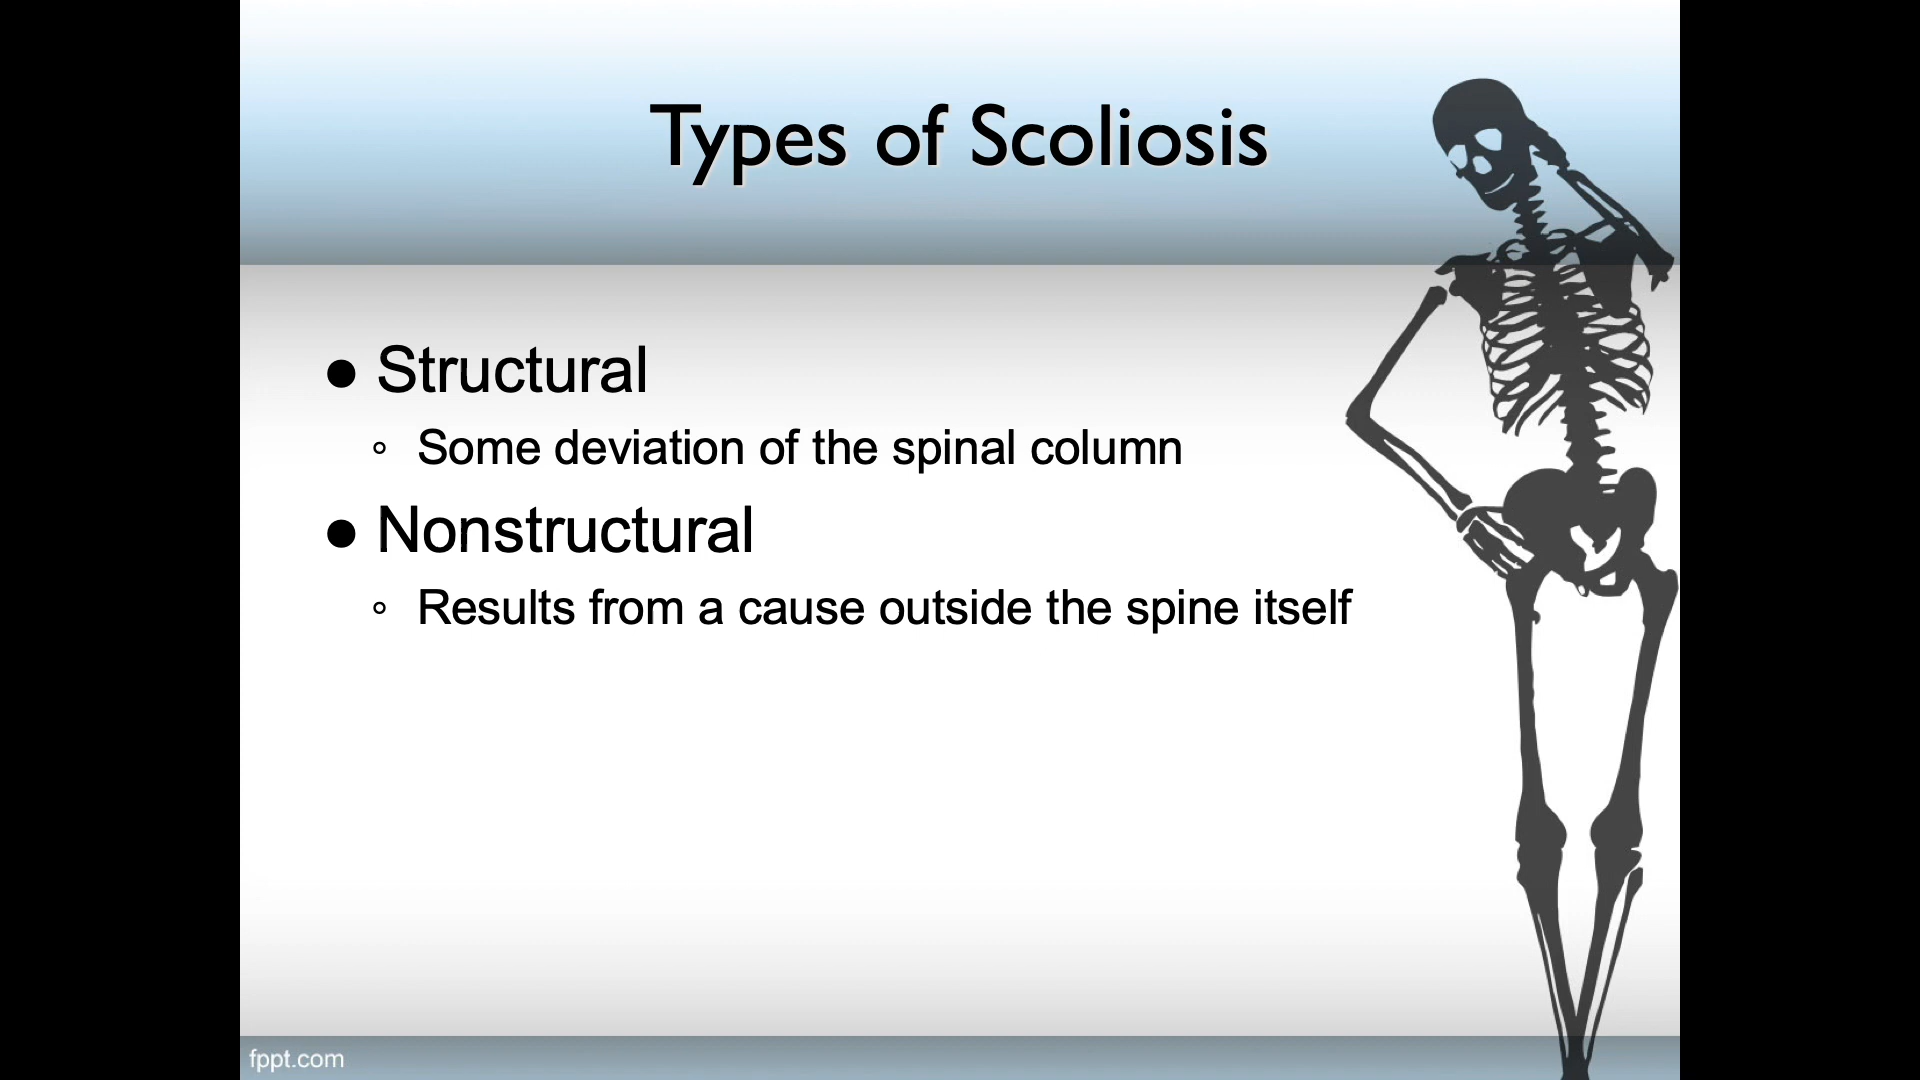 Types of Scoliosis
● Structural
◦ Some deviation of the spinal column
● Nonstructural
◦ Results from a cause outside the spine itself
fppt.com